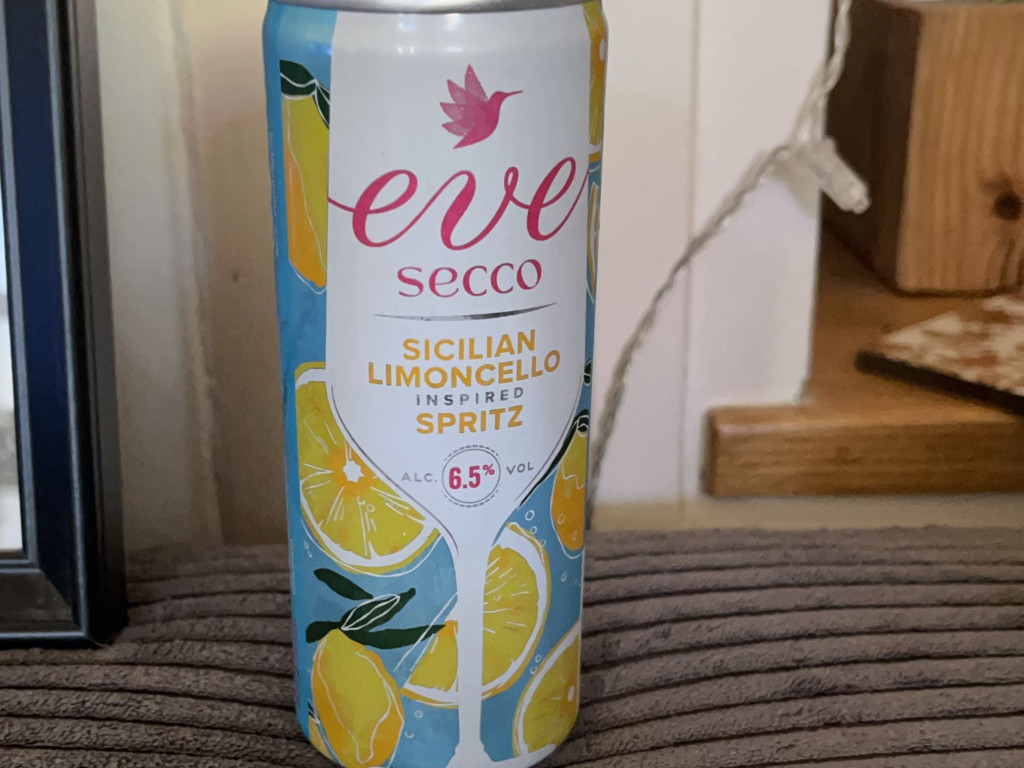 eve
secco
SICILIAN
LIMONCELLO
INSPIRED
SPRITZ
ALC. 6.5% VOL